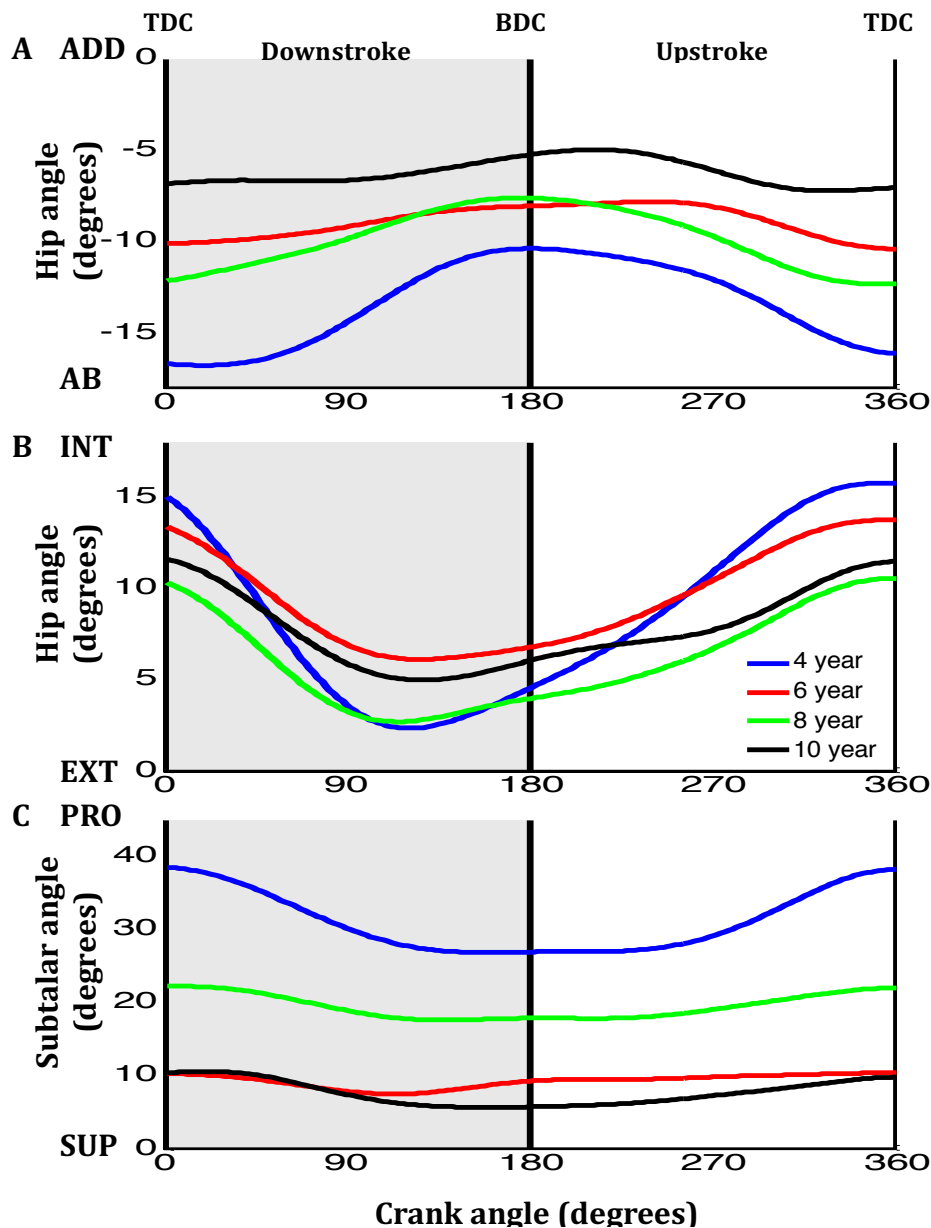 TDC BDC TDC
A ADD 0 Downstroke Upstroke
-5
Hip angle
(degrees)
-10
-15
AB
0 90 180 270 360
B INT
15
Hip angle
(degrees)
10
5
4 year
6 year
8 year
10 year
EXT 0
0 90 180 270 360
C PRO
40
Subtalar angle
(degrees)
30
20
10
SUP 0
0 90 180 270 360
Crank angle (degrees)